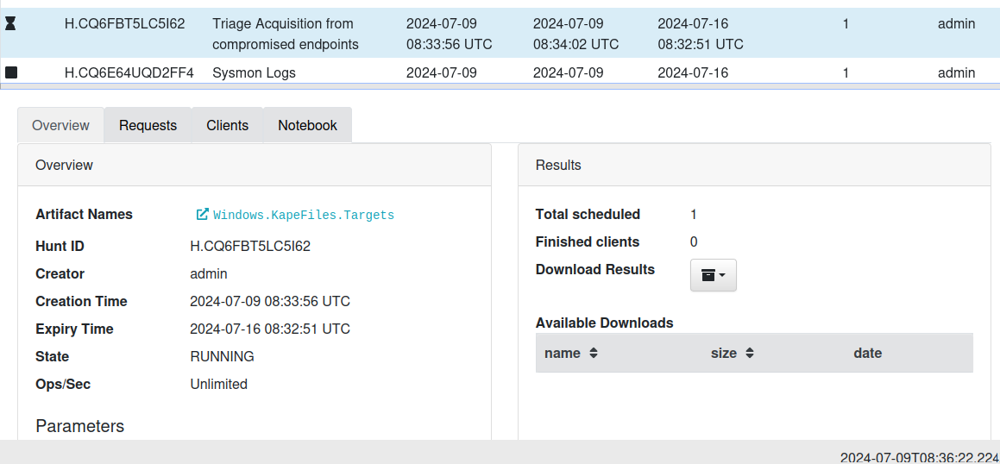 H.CQ6FBT5LC5I62 Triage Acquisition from 2024-07-09 2024-07-09 2024-07-16 1 admin
compromised endpoints 08:33:56 UTC 08:34:02 UTC 08:32:51 UTC
H.CQ6E64UQD2FF4 Sysmon Logs 2024-07-09 2024-07-09 2024-07-16 1 admin
Overview Requests Clients Notebook
Overview
Artifact Names Windows.KapeFiles.Targets
Hunt ID H.CQ6FBT5LC5I62
Creator admin
Creation Time 2024-07-09 08:33:56 UTC
Expiry Time 2024-07-16 08:32:51 UTC
State RUNNING
Ops/Sec Unlimited
Parameters
Results
Total scheduled 1
Finished clients 0
Download Results
Available Downloads
name size date
2024-07-09T08:36:22.224